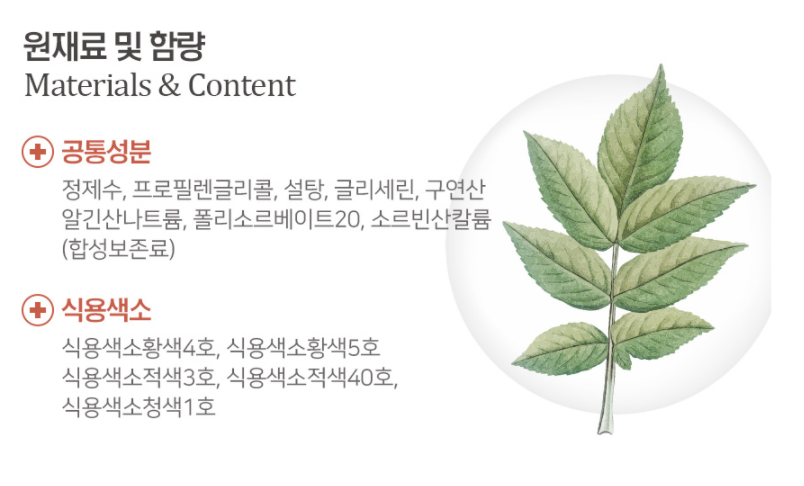 원재료 및 함량
Materials & Content
공통성분
정제수, 프로필렌글리콜, 설탕, 글리세린, 구연산
알긴산나트륨, 폴리소르베이트20, 소르빈산칼륨
(합성보존료)
식용색소
식용색소황색4호, 식용색소황색5호
식용색소적색3호, 식용색소적색40호,
식용색소청색1호